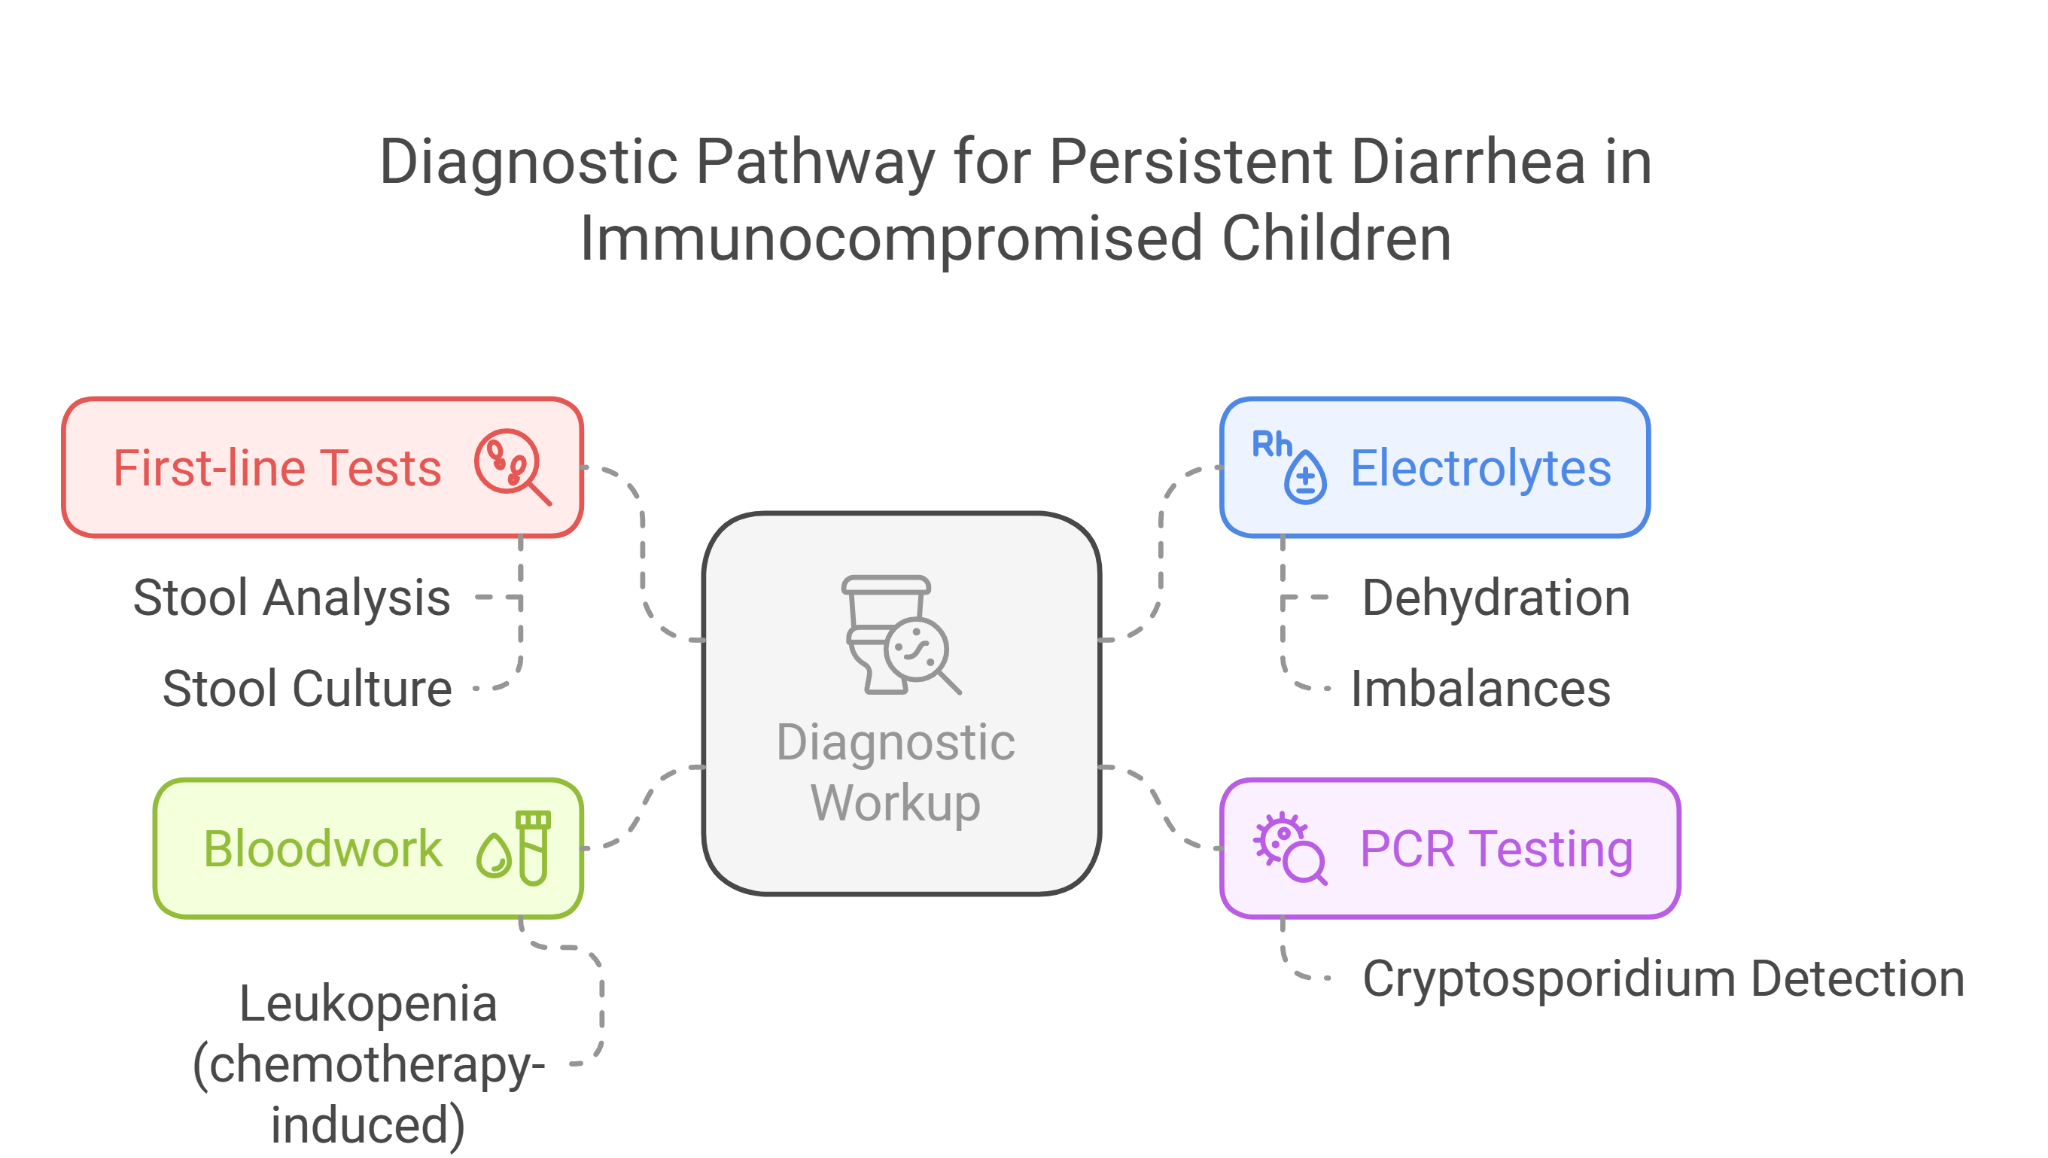 Diagnostic Pathway for Persistent Diarrhea in
Immunocompromised Children
First-line Tests
Stool Analysis
Stool Culture
Bloodwork
Leukopenia
(chemotherapy-
induced)
Diagnostic
Workup
Rh
Electrolytes
Dehydration
Imbalances
PCR Testing
Cryptosporidium Detection